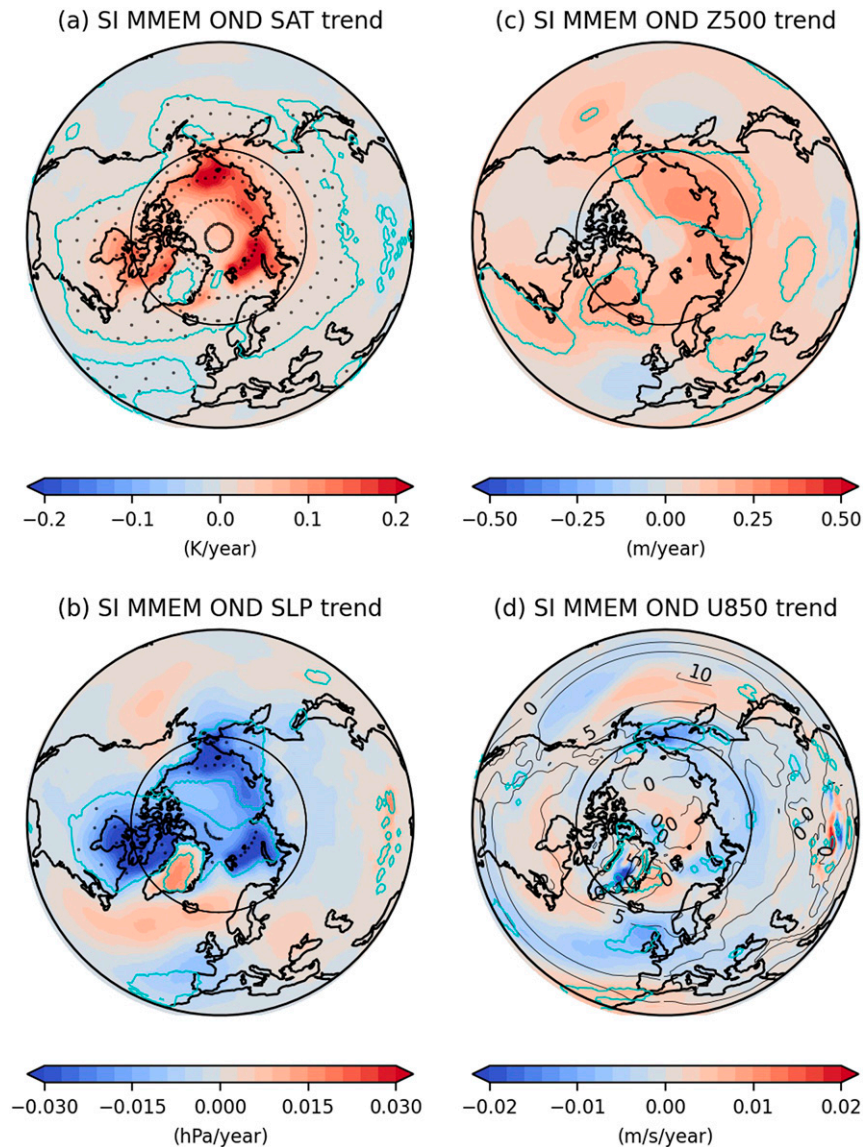 (a) SI MMEM OND SAT trend
−0.2 −0.1 0.0 0.1 0.2
(K/year)
(c) SI MMEM OND Z500 trend
−0.50 −0.25 0.00 0.25 0.50
(m/year)
(b) SI MMEM OND SLP trend
−0.030 −0.015 0.000 0.015 0.030
(hPa/year)
(d) SI MMEM OND U850 trend
10
0
5
0
0
5
0
−0.02 −0.01 0.00 0.01 0.02
(m/s/year)